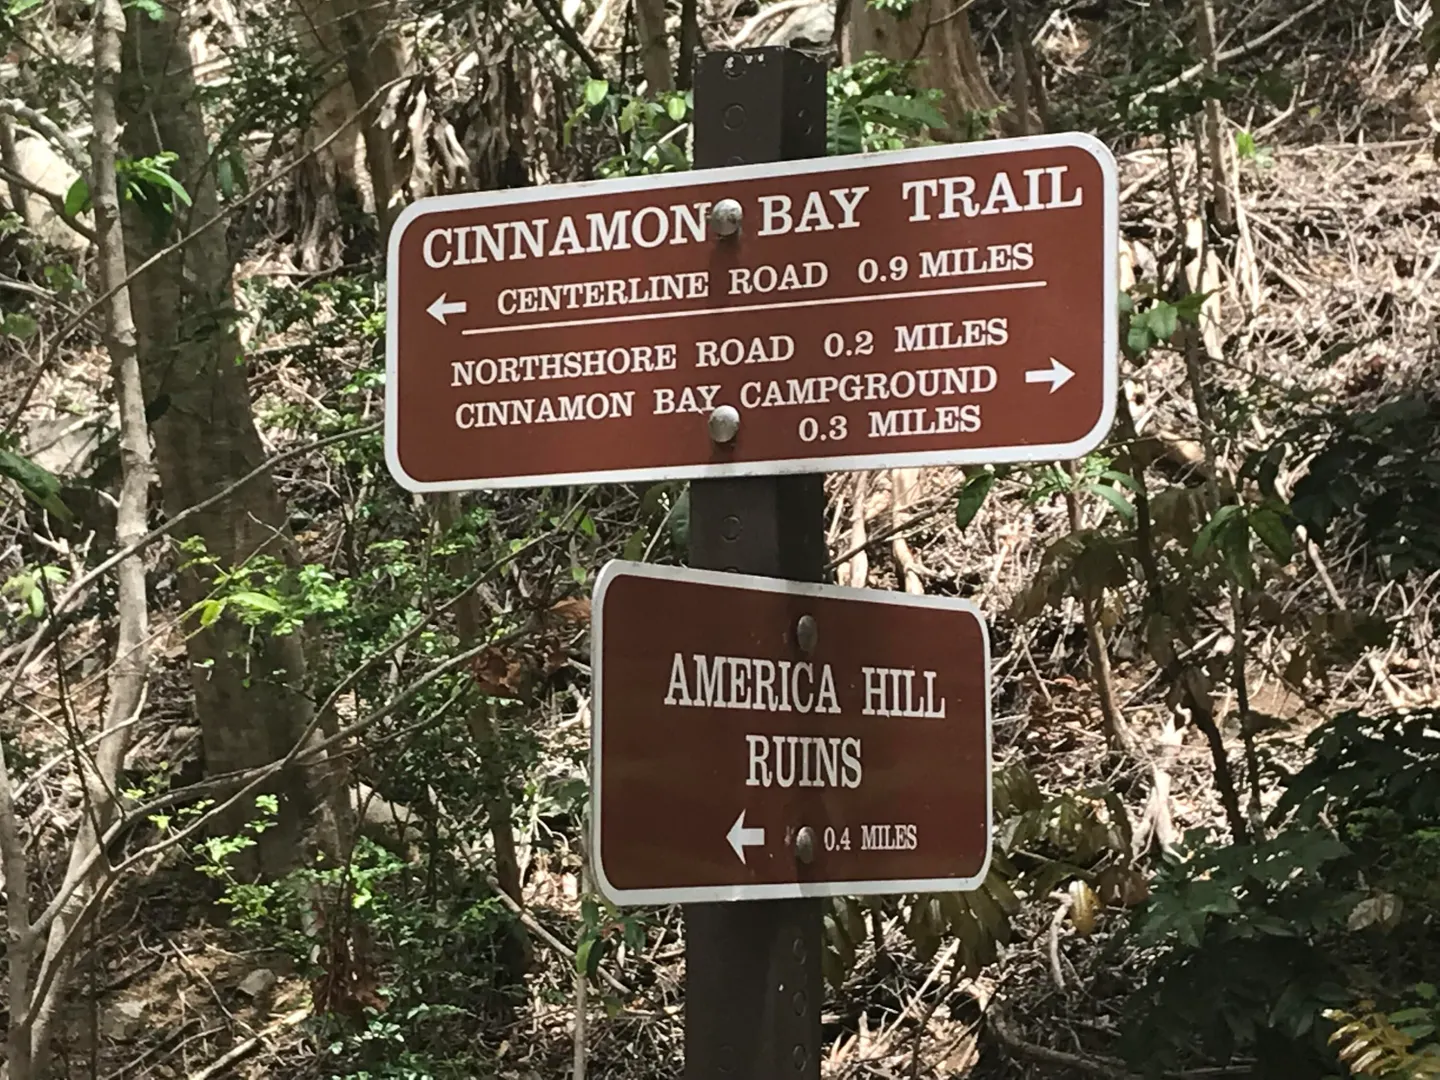 CINNAMON BAY TRAIL
CENTERLINE ROAD 0.9 MILES
NORTHSHORE ROAD 0.2 MILES
CINNAMON BAY CAMPGROUND
0.3 MILES
AMERICA HILL
RUINS
0.4 MILES